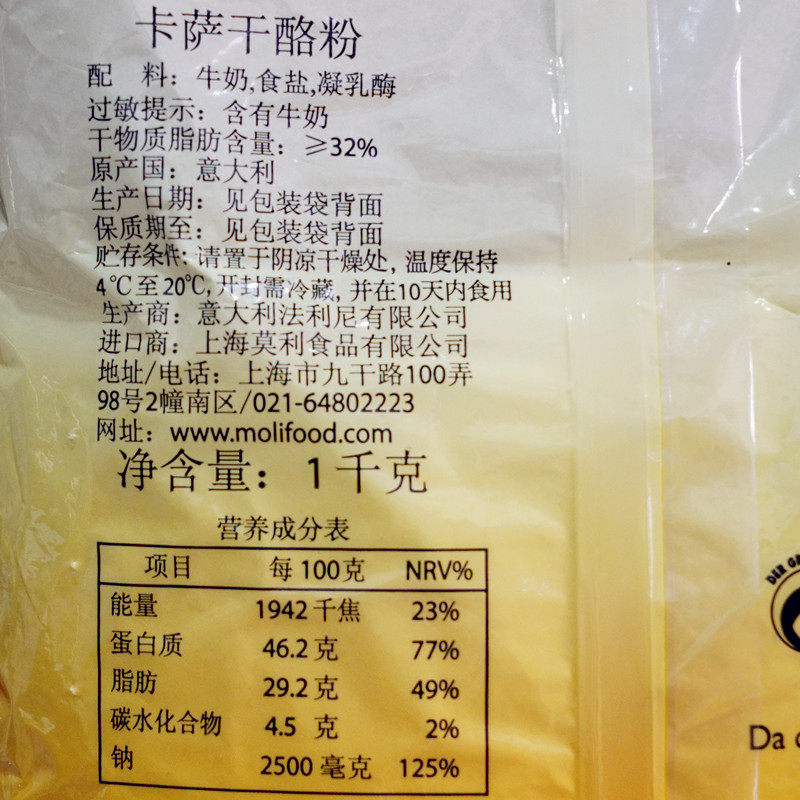 卡萨干酪粉
配 料：牛奶,食盐,凝乳酶
过敏提示：含有牛奶
干物质脂肪含量：≥32%
原产国：意大利
生产日期：见包装袋背面
保质期至：见包装袋背面
贮存条件：请置于阴凉干燥处，温度保持
4℃至20℃，开封需冷藏，并在10天内食用
生产商：意大利法利尼有限公司
进口商：上海莫利食品有限公司
地址/电话：上海市九干路100弄
98号2幢南区/021-64802223
网址：www.molifood.com
净含量：1千克
营养成分表
项目 每100克 NRV%
能量 1942千焦 23%
蛋白质 46.2克 77%
脂肪 29.2克 49%
碳水化合物 4.5 克 2%
钠 2500毫克 125%
DER
Da